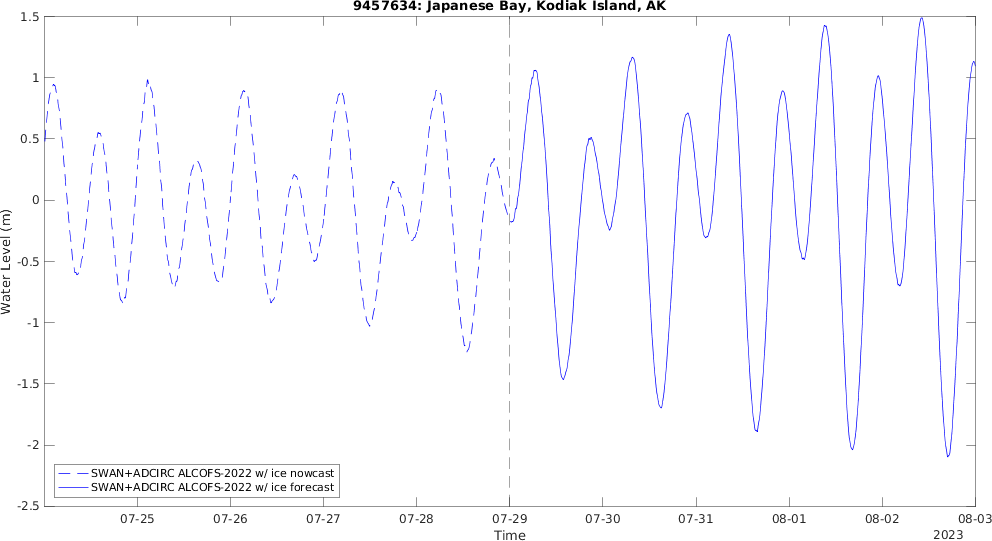 9457634: Japanese Bay, Kodiak Island, AK
Water Level (m)
1.5
1
0.5
0
-0.5
-1
-1.5
-2
-2.5
SWAN+ADCIRC ALCOFS-2022 w/ ice nowcast
SWAN+ADCIRC ALCOFS-2022 w/ ice forecast
07-25 07-26 07-27 07-28 07-29 07-30 07-31 08-01 08-02 08-03
Time
2023